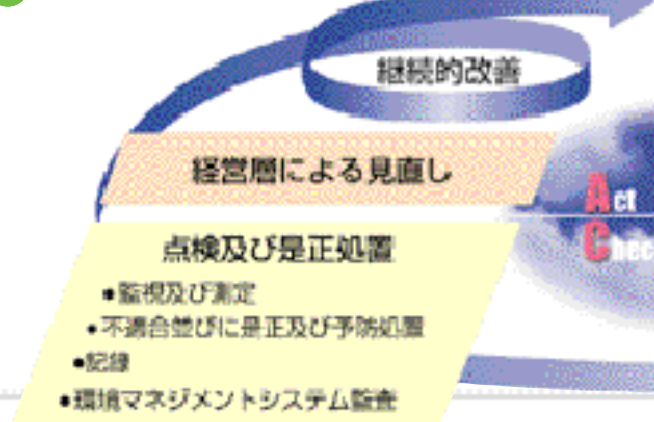 継続的改善
経営層による見直し
Act
点検及び是正処置
Chec
●監視及び測定
●不適合並びに是正及び予防処置
●記録
●環境マネジメントシステム監査